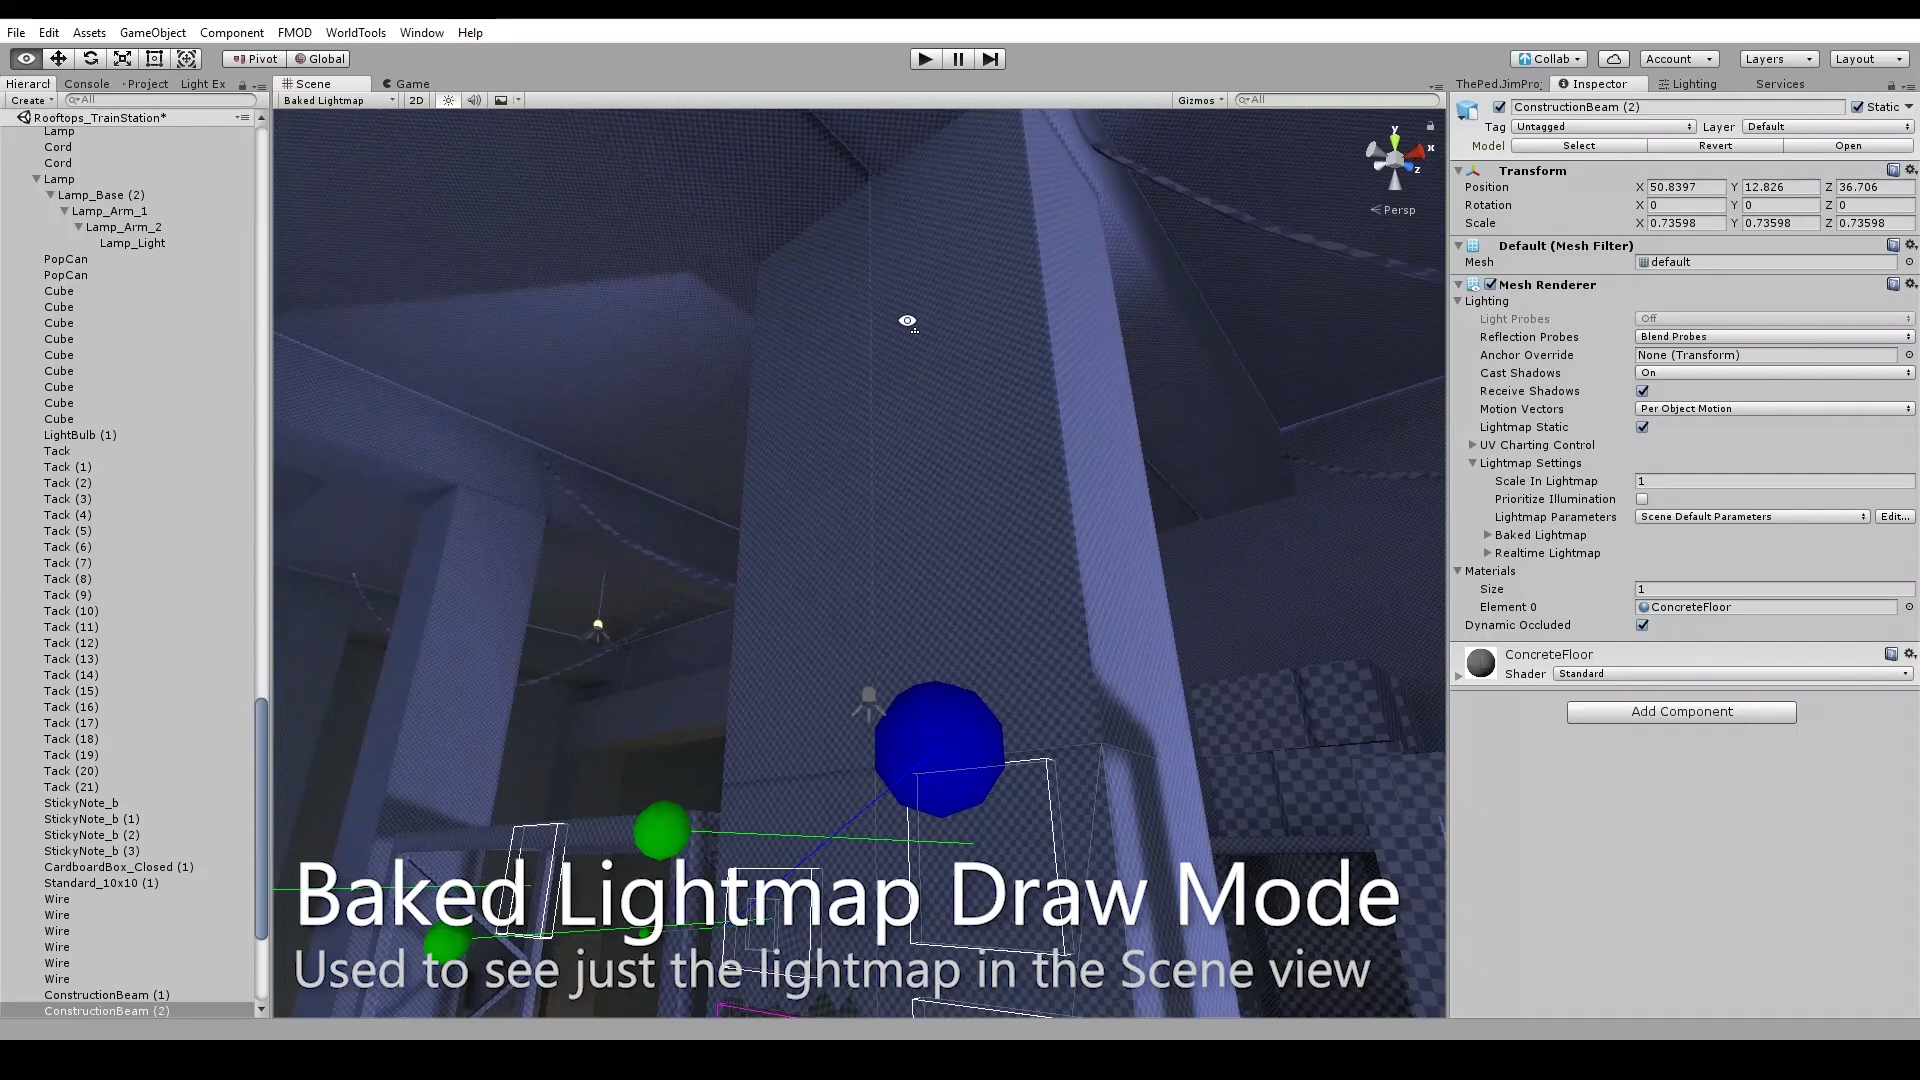 File Edit Assets GameObject Component FMOD WorldTools Window Help
Pivot Global Collab Account Layers Layout
Hierarch Console Project Light Ex Scene Game ThePedJimPro Inspector Lighting Services
Create All Baked Lightmap 2D Gizmos All
ConstructionBeam (2) Static
Rooftops_TrainStation*
Tag Untagged Layer Default
Model Select Revert Open
Lamp
Cord
Cord
Lamp
Lamp_Base (2)
Lamp_Arm_1
Lamp_Arm_2
Lamp_Light
PopCan
PopCan
Cube
Cube
Cube
Cube
Cube
Cube
Cube
Cube
Cube
LightBulb (1)
Tack
Tack (1)
Tack (2)
Tack (3)
Tack (4)
Tack (5)
Tack (6)
Tack (7)
Tack (8)
Tack (9)
Tack (10)
Tack (11)
Tack (12)
Tack (13)
Tack (14)
Tack (15)
Tack (16)
Tack (17)
Tack (18)
Tack (19)
Tack (20)
Tack (21)
StickyNote_b
StickyNote_b (1)
StickyNote_b (2)
StickyNote_b (3)
CardboardBox_Closed (1)
Standard_10x10 (1)
Wire
Wire
Wire
Wire
Wire
Wire
ConstructionBeam (1)
ConstructionBeam (2)
y
x
z
Persp
Baked Lightmap Draw Mode
Used to see just the lightmap in the Scene view
Transform
Position X 50.8397 Y 12.826 Z 36.706
Rotation X 0 Y 0 Z 0
Scale X 0.73598 Y 0.73598 Z 0.73598
Default (Mesh Filter)
Mesh default
Mesh Renderer
Lighting
Light Probes Off
Reflection Probes Blend Probes
Anchor Override None (Transform)
Cast Shadows On
Receive Shadows
Motion Vectors Per Object Motion
Lightmap Static
UV Charting Control
Lightmap Settings
Scale In Lightmap 1
Prioritize Illumination
Lightmap Parameters Scene Default Parameters Edit...
Baked Lightmap
Realtime Lightmap
Materials
Size 1
Element 0 ConcreteFloor
Dynamic Occluded
ConcreteFloor
Shader Standard
Add Component